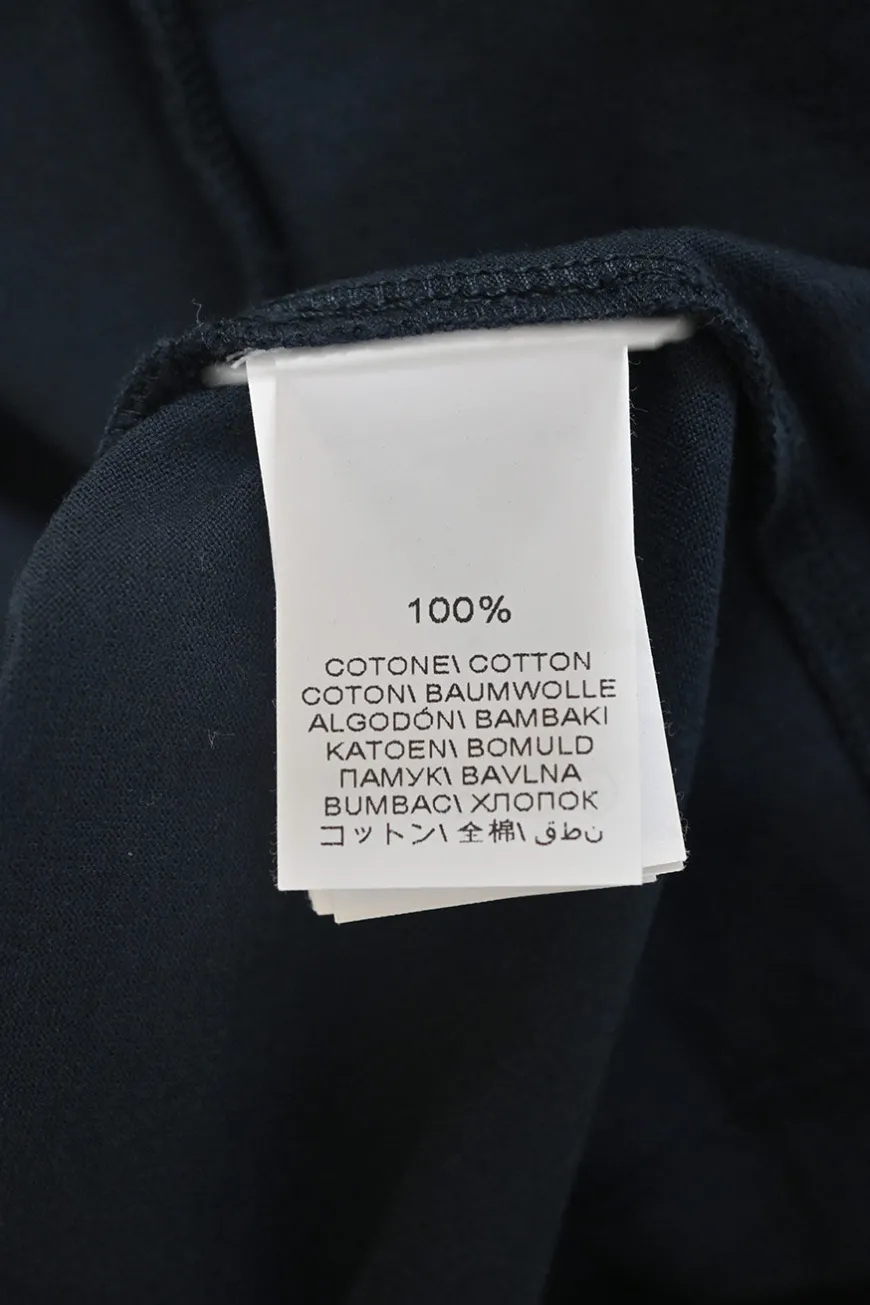 100%
COTONE\ COTTON
COTON\ BAUMWOLLE
ALGODÓN\ BAMBAKI
KATOEN\ BOMULD
ПАМУК\ BAVLNA
BUMBAC\ ХЛОПОК
コットン\ 全棉\ نطق